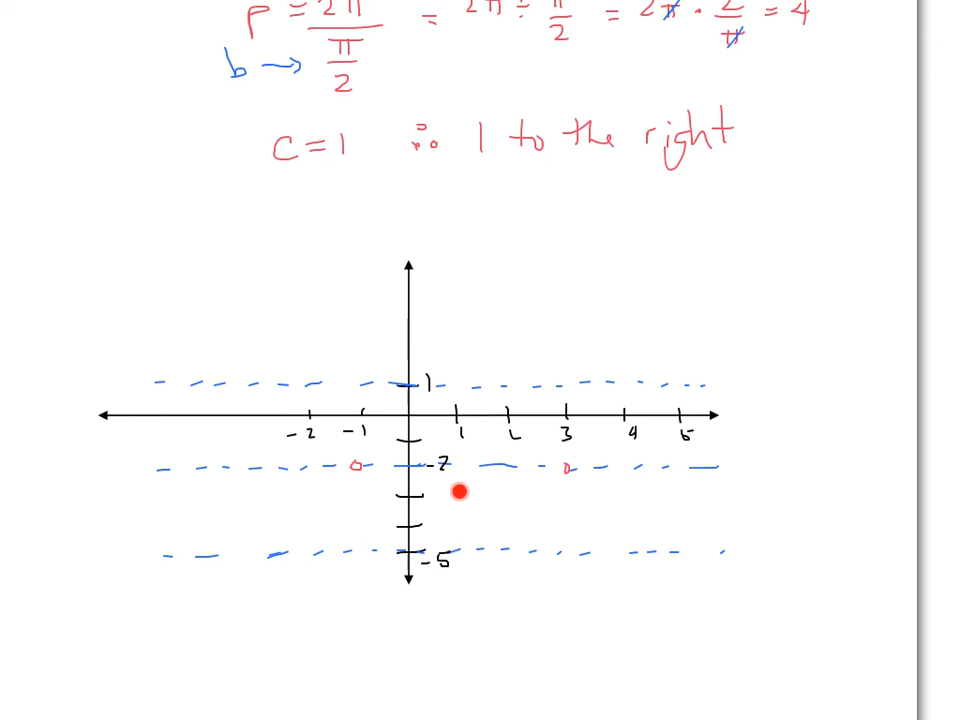 P = 2π / π/2 = 2π ÷ π/2 = 2π · 2/π = 4
b → 
c = 1 ∴ 1 to the right
1
-2 -1 1 2 3 4 5
-2
-5